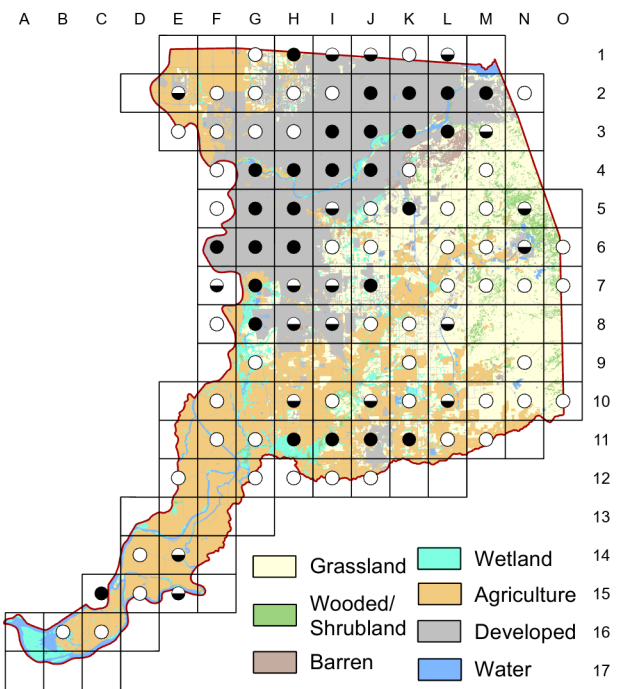 A B C D E F G H I J K L M N O
1
2
3
4
5
6
7
8
9
10
11
12
13
14
15
16
17
Grassland
Wooded/
Shrubland
Barren
Wetland
Agriculture
Developed
Water